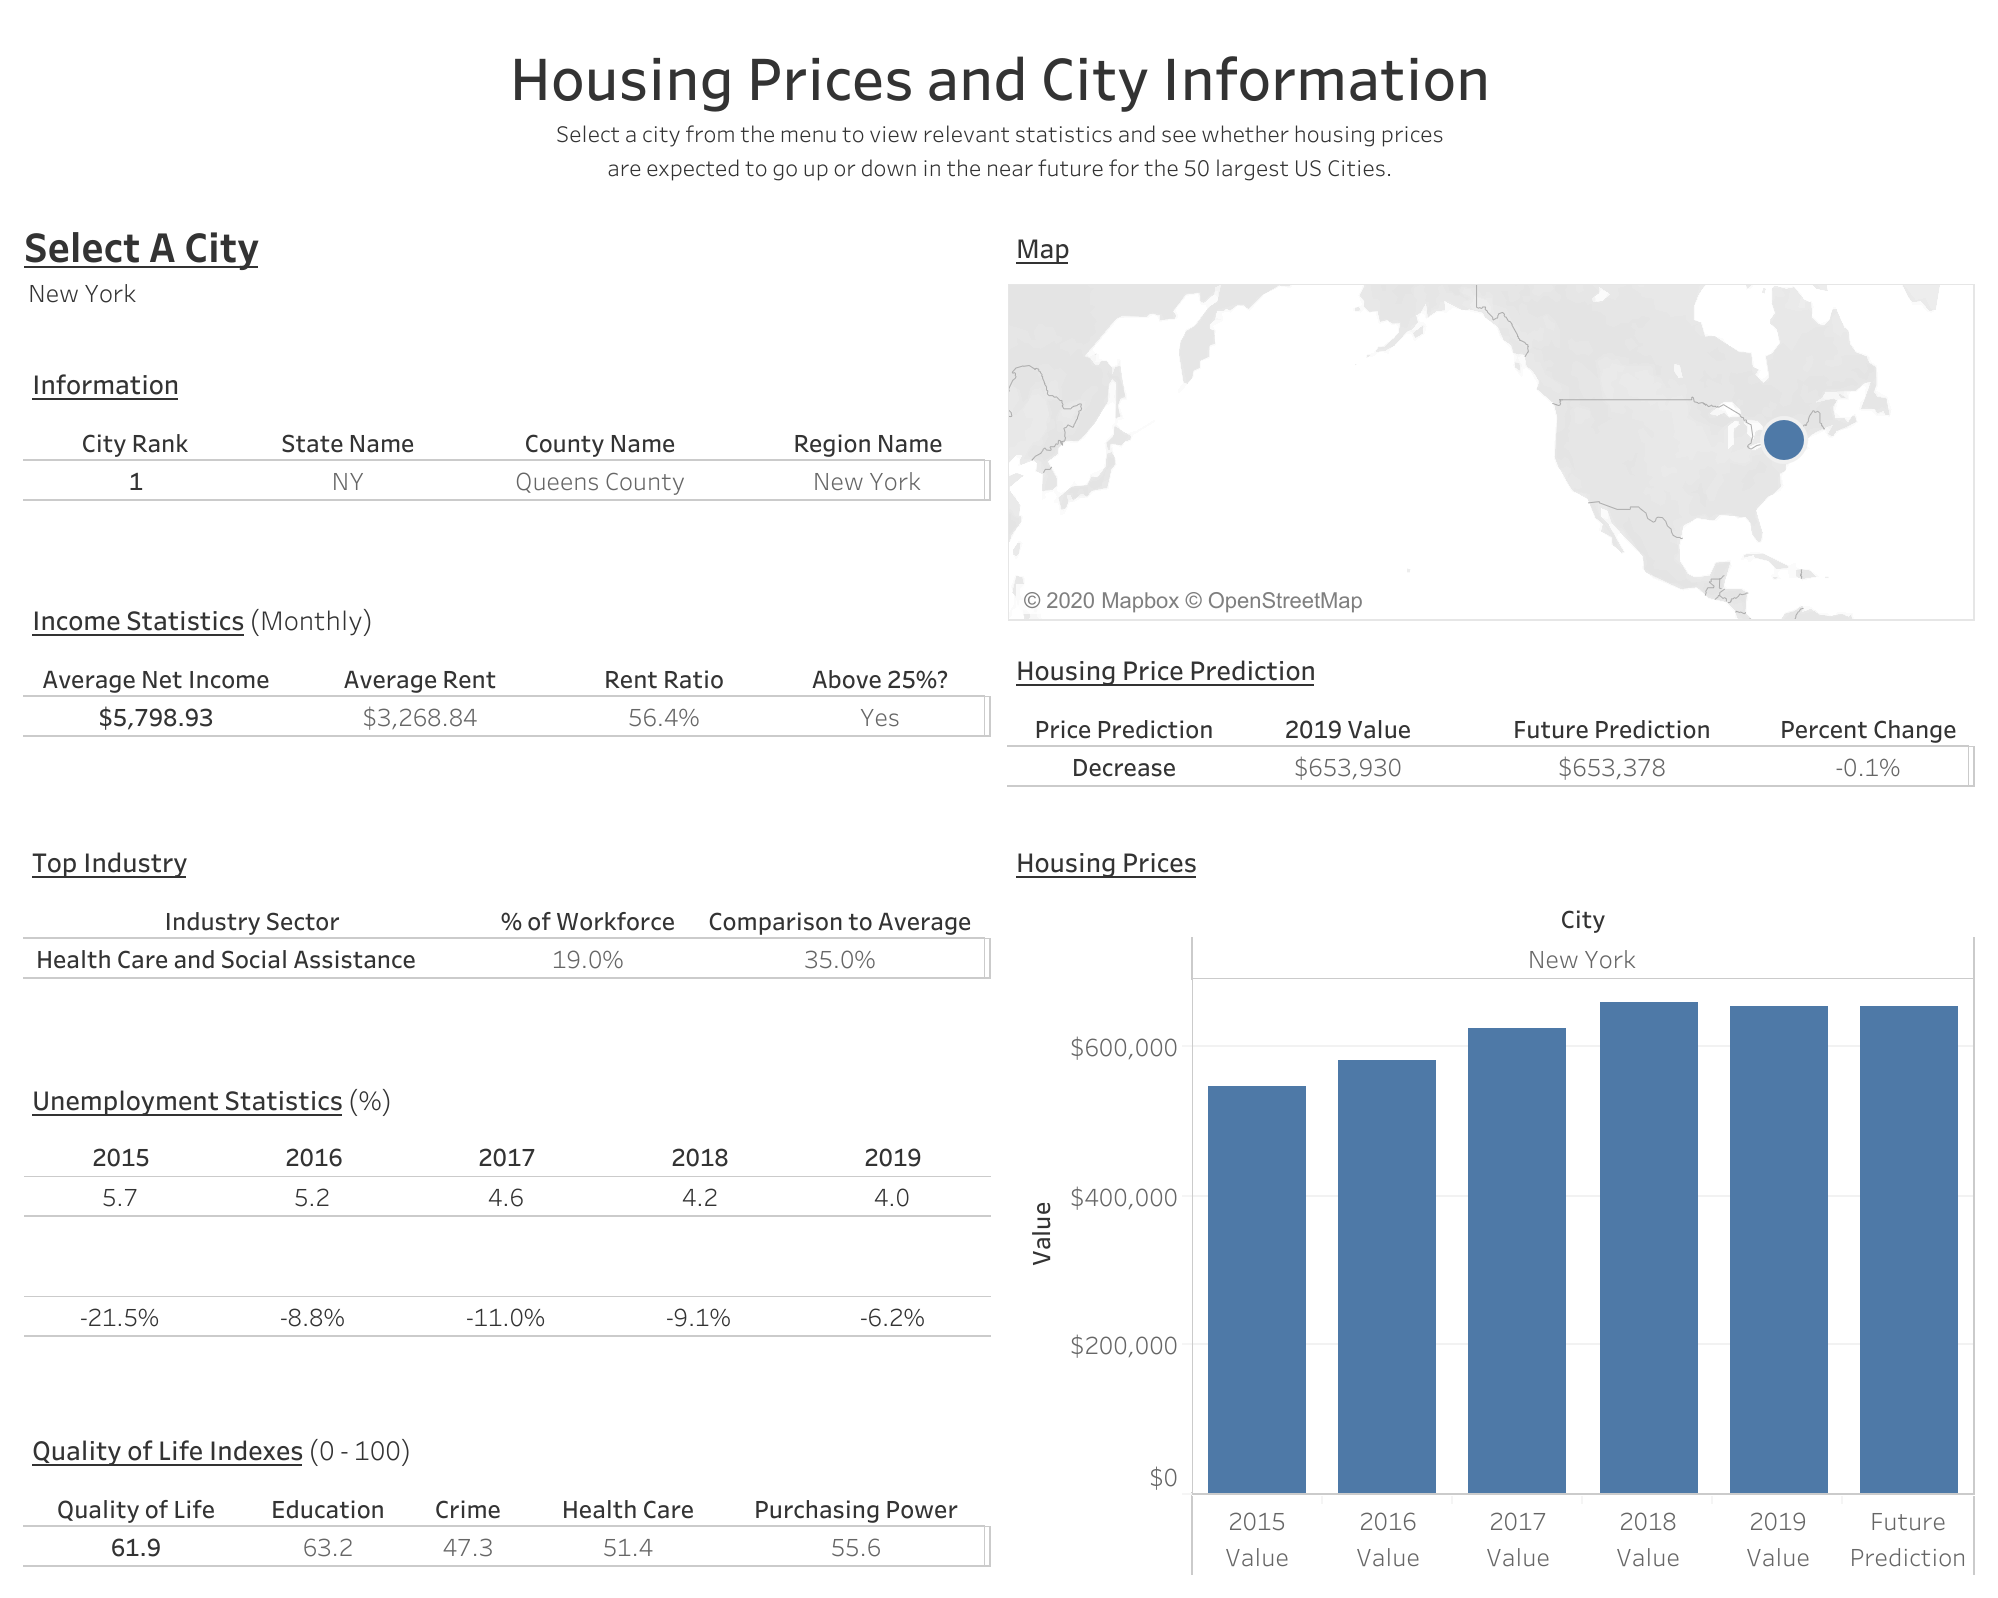 Housing Prices and City Information
Select a city from the menu to view relevant statistics and see whether housing prices
are expected to go up or down in the near future for the 50 largest US Cities.
Select A City
New York
Information
City Rank State Name County Name Region Name
1 NY Queens County New York
Income Statistics (Monthly)
Average Net Income Average Rent Rent Ratio Above 25%?
$5,798.93 $3,268.84 56.4% Yes
Top Industry
Industry Sector % of Workforce Comparison to Average
Health Care and Social Assistance 19.0% 35.0%
Unemployment Statistics (%)
2015 2016 2017 2018 2019
5.7 5.2 4.6 4.2 4.0
-21.5% -8.8% -11.0% -9.1% -6.2%
Quality of Life Indexes (0 - 100)
Quality of Life Education Crime Health Care Purchasing Power
61.9 63.2 47.3 51.4 55.6
Map
© 2020 Mapbox © OpenStreetMap
Housing Price Prediction
Price Prediction 2019 Value Future Prediction Percent Change
Decrease $653,930 $653,378 -0.1%
Housing Prices
City
New York
Value
$600,000
$400,000
$200,000
$0
2015 2016 2017 2018 2019 Future
Value Value Value Value Value Prediction